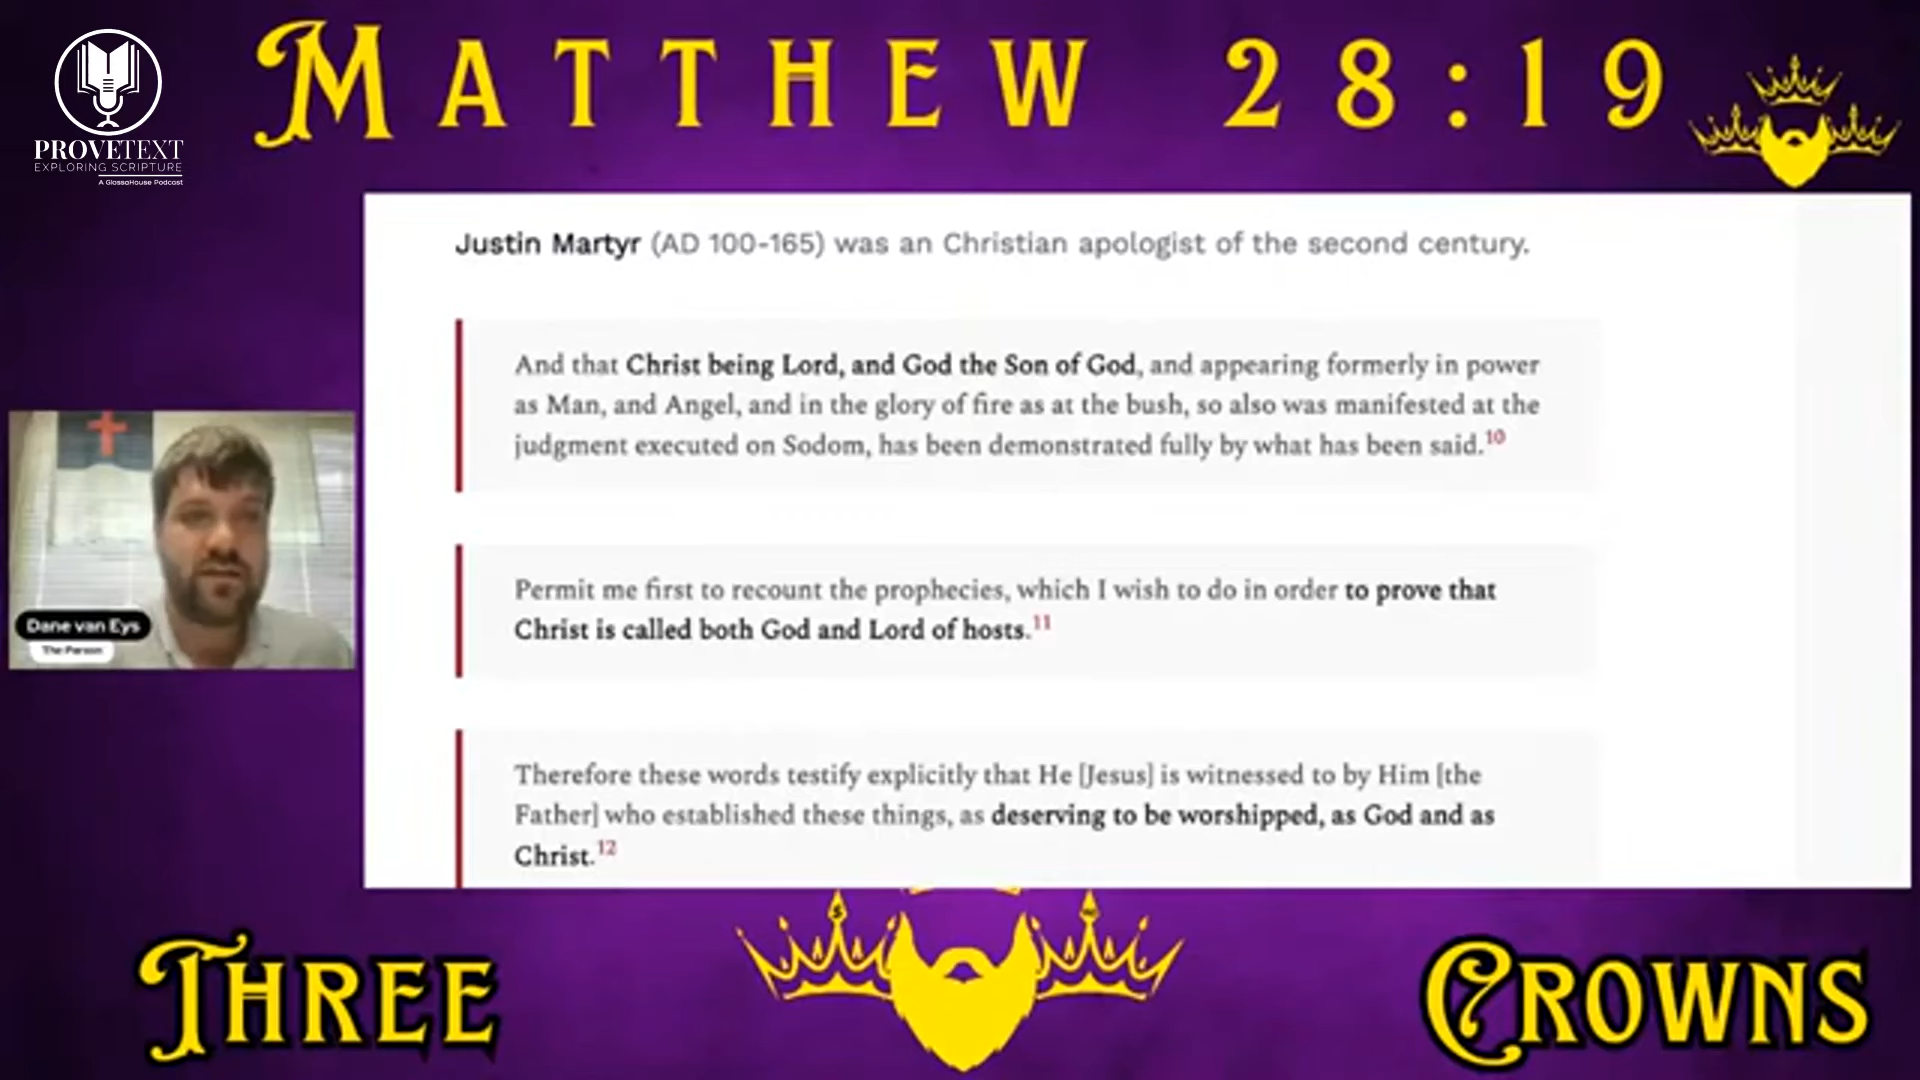 MATTHEW 28:19
PROVETEXT
EXPLORING SCRIPTURE
A GlossaHouse Podcast
Justin Martyr (AD 100-165) was an Christian apologist of the second century.
And that Christ being Lord, and God the Son of God, and appearing formerly in power
as Man, and Angel, and in the glory of fire as at the bush, so also was manifested at the
judgment executed on Sodom, has been demonstrated fully by what has been said.10
Permit me first to recount the prophecies, which I wish to do in order to prove that
Christ is called both God and Lord of hosts.11
Therefore these words testify explicitly that He [Jesus] is witnessed to by Him [the
Father] who established these things, as deserving to be worshipped, as God and as
Christ.12
Dane van Eys
The Parson
THREE CROWNS